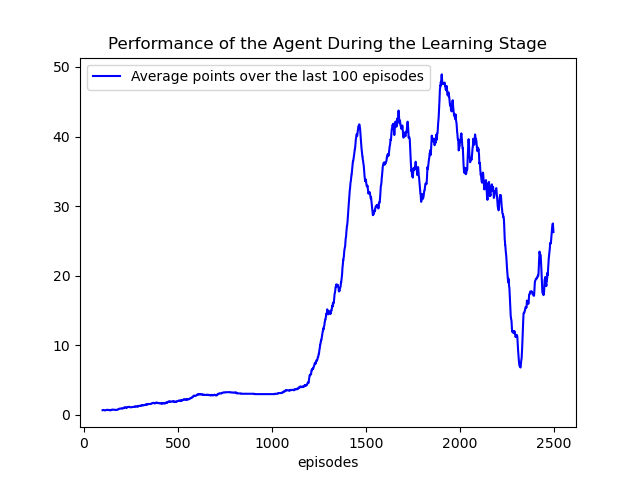 Performance of the Agent During the Learning Stage
Average points over the last 100 episodes
50
40
30
20
10
0
0 500 1000 1500 2000 2500
episodes